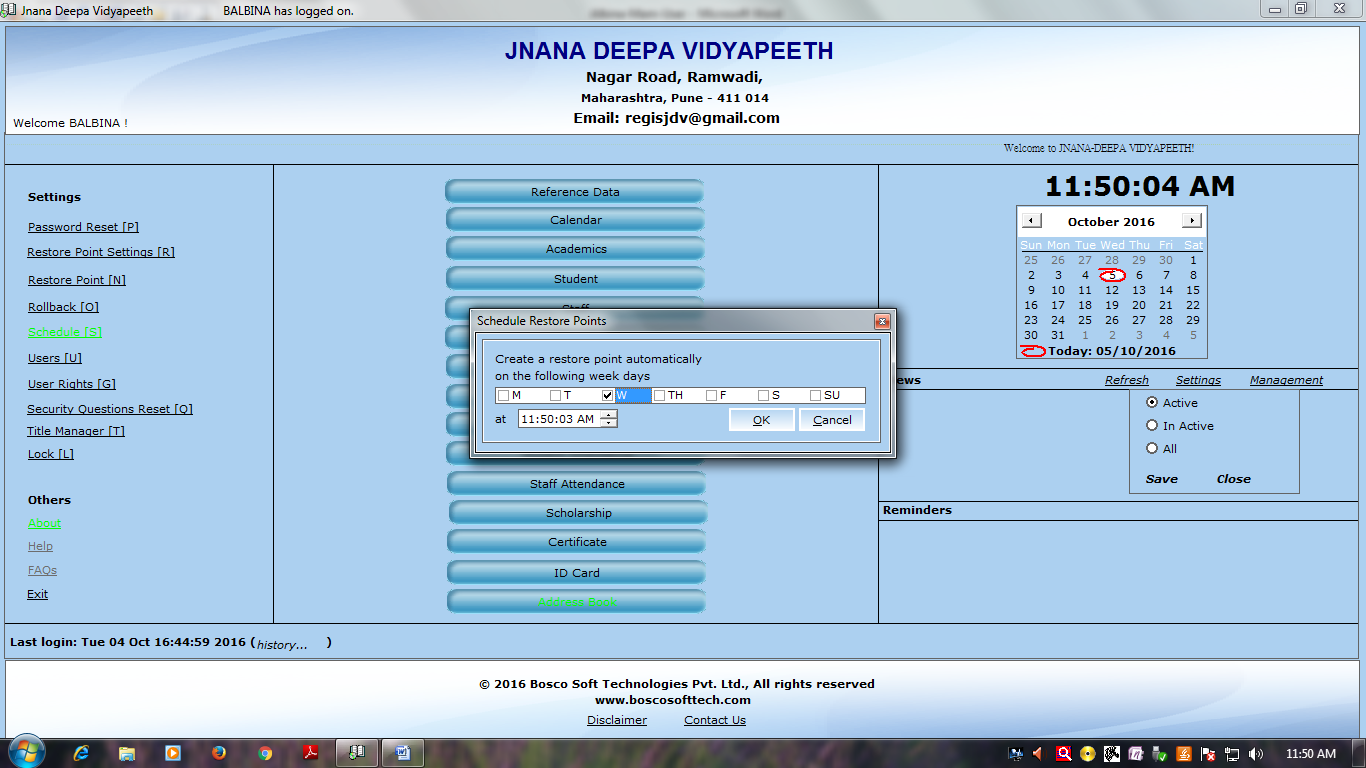 Jnana Deepa Vidyapeeth BALBINA has logged on.
JNANA DEEPA VIDYAPEETH
Nagar Road, Ramwadi,
Maharashtra, Pune - 411 014
Email: regisjdv@gmail.com
Welcome BALBINA !
Welcome to JNANA-DEEPA VIDYAPEETH!
Settings
Password Reset [P]
Restore Point Settings [R]
Restore Point [N]
Rollback [O]
Schedule [S]
Users [U]
User Rights [G]
Security Questions Reset [Q]
Title Manager [T]
Lock [L]
Others
About
Help
FAQs
Exit
Reference Data
Calendar
Academics
Student
Schedule Restore Points
Create a restore point automatically
on the following week days
M T W TH F S SU
at 11:50:03 AM OK Cancel
Staff Attendance
Scholarship
Certificate
ID Card
Address Book
11:50:04 AM
October 2016
Sun Mon Tue Wed Thu Fri Sat
25 26 27 28 29 30 1
2 3 4 5 6 7 8
9 10 11 12 13 14 15
16 17 18 19 20 21 22
23 24 25 26 27 28 29
30 31 1 2 3 4 5
Today: 05/10/2016
Refresh Settings Management
Active
In Active
All
Save Close
Reminders
Last login: Tue 04 Oct 16:44:59 2016 (history... )
© 2016 Bosco Soft Technologies Pvt. Ltd., All rights reserved
www.boscosofttech.com
Disclaimer Contact Us
11:50 AM